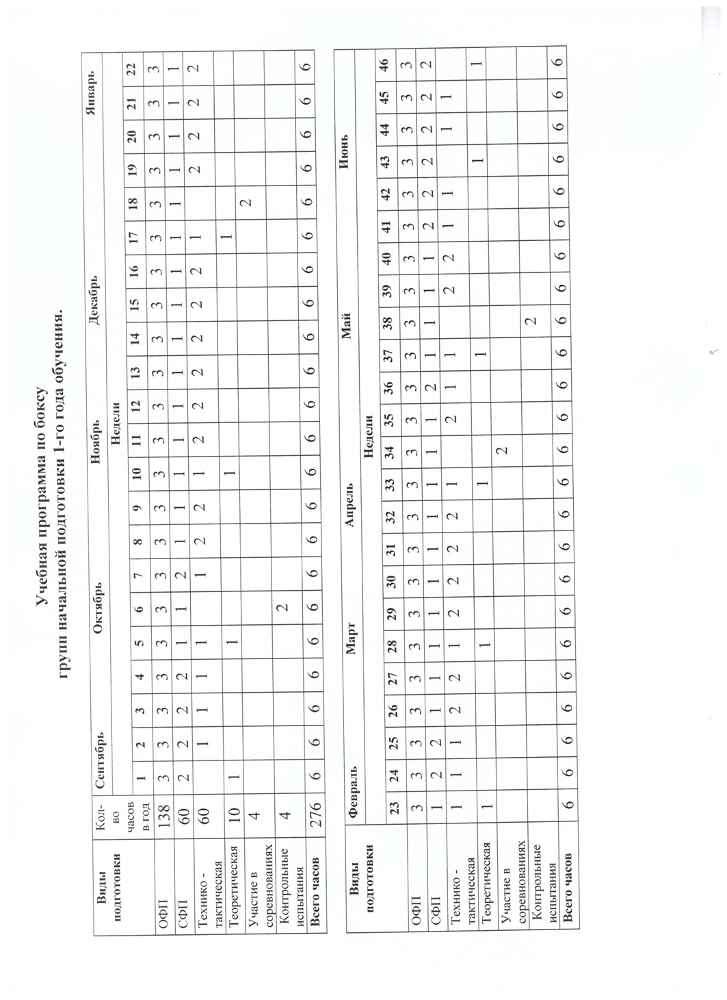 Учебная программа по боксу
групп начальной подготовки 1-го года обучения.
Виды подготовки Кол-во часов в год Сентябрь Октябрь Ноябрь Декабрь Январь
Недели
1 2 3 4 5 6 7 8 9 10 11 12 13 14 15 16 17 18 19 20 21 22
ОФП 138 3 3 3 3 3 3 3 3 3 3 3 3 3 3 3 3 3 3 3 3 3 3
СФП 60 2 2 2 2 1 1 2 1 1 1 1 1 1 1 1 1 1 1 1 1 1 1
Технико - 60 1 1 1 1 1 2 2 1 2 2 2 2 2 2 1 2 2 2 2
тактическая
Теоретическая 10 1 1 1 1
Участие в 4 2
соревнованиях
Контрольные 4 2
испытания
Всего часов 276 6 6 6 6 6 6 6 6 6 6 6 6 6 6 6 6 6 6 6 6 6 6
Виды подготовки Февраль Март Апрель Май Июнь
Недели
23 24 25 26 27 28 29 30 31 32 33 34 35 36 37 38 39 40 41 42 43 44 45 46
ОФП 3 3 3 3 3 3 3 3 3 3 3 3 3 3 3 3 3 3 3 3 3 3 3 3
СФП 1 2 2 1 1 1 1 1 1 1 1 1 1 2 1 1 1 1 2 2 2 2 2 2
Технико - 1 1 1 2 2 1 2 2 2 2 1 2 1 1 2 2 1 1 1 1
тактическая
Теоретическая 1 1 1 1 1 1
Участие в 2
соревнованиях
Контрольные 2
испытания
Всего часов 6 6 6 6 6 6 6 6 6 6 6 6 6 6 6 6 6 6 6 6 6 6 6 6